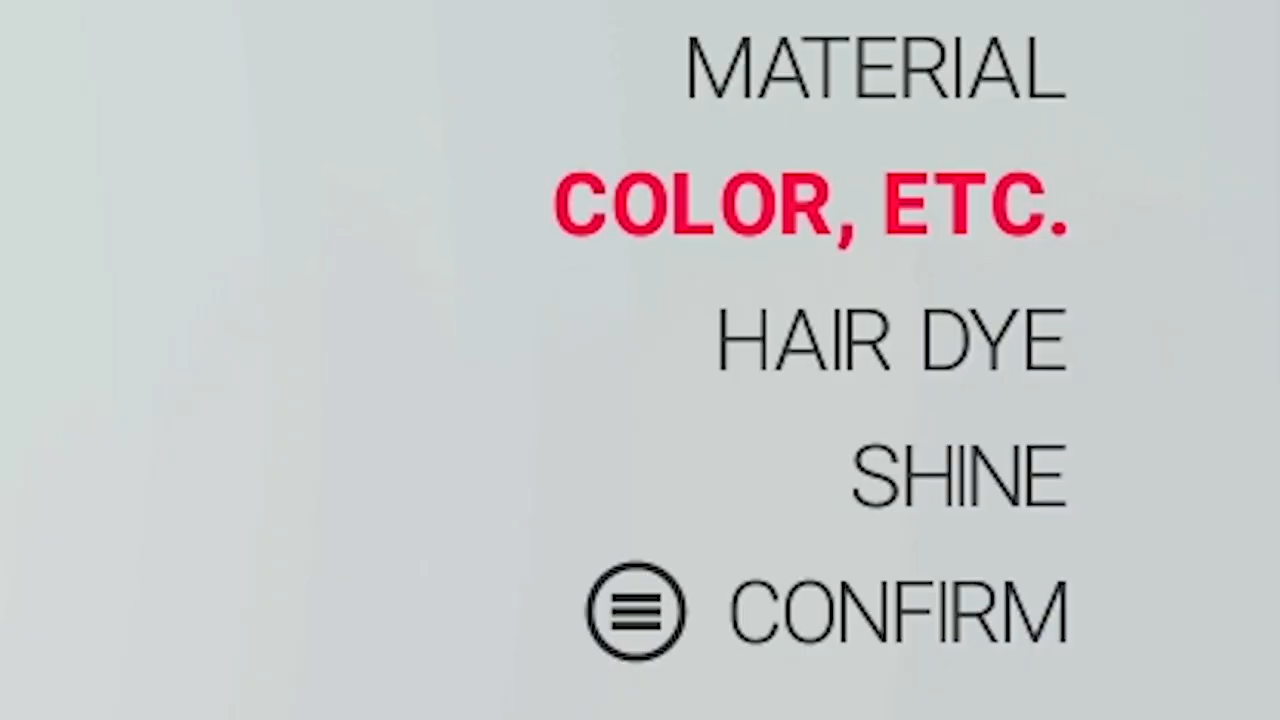 MATERIAL
COLOR, ETC.
HAIR DYE
SHINE
CONFIRM